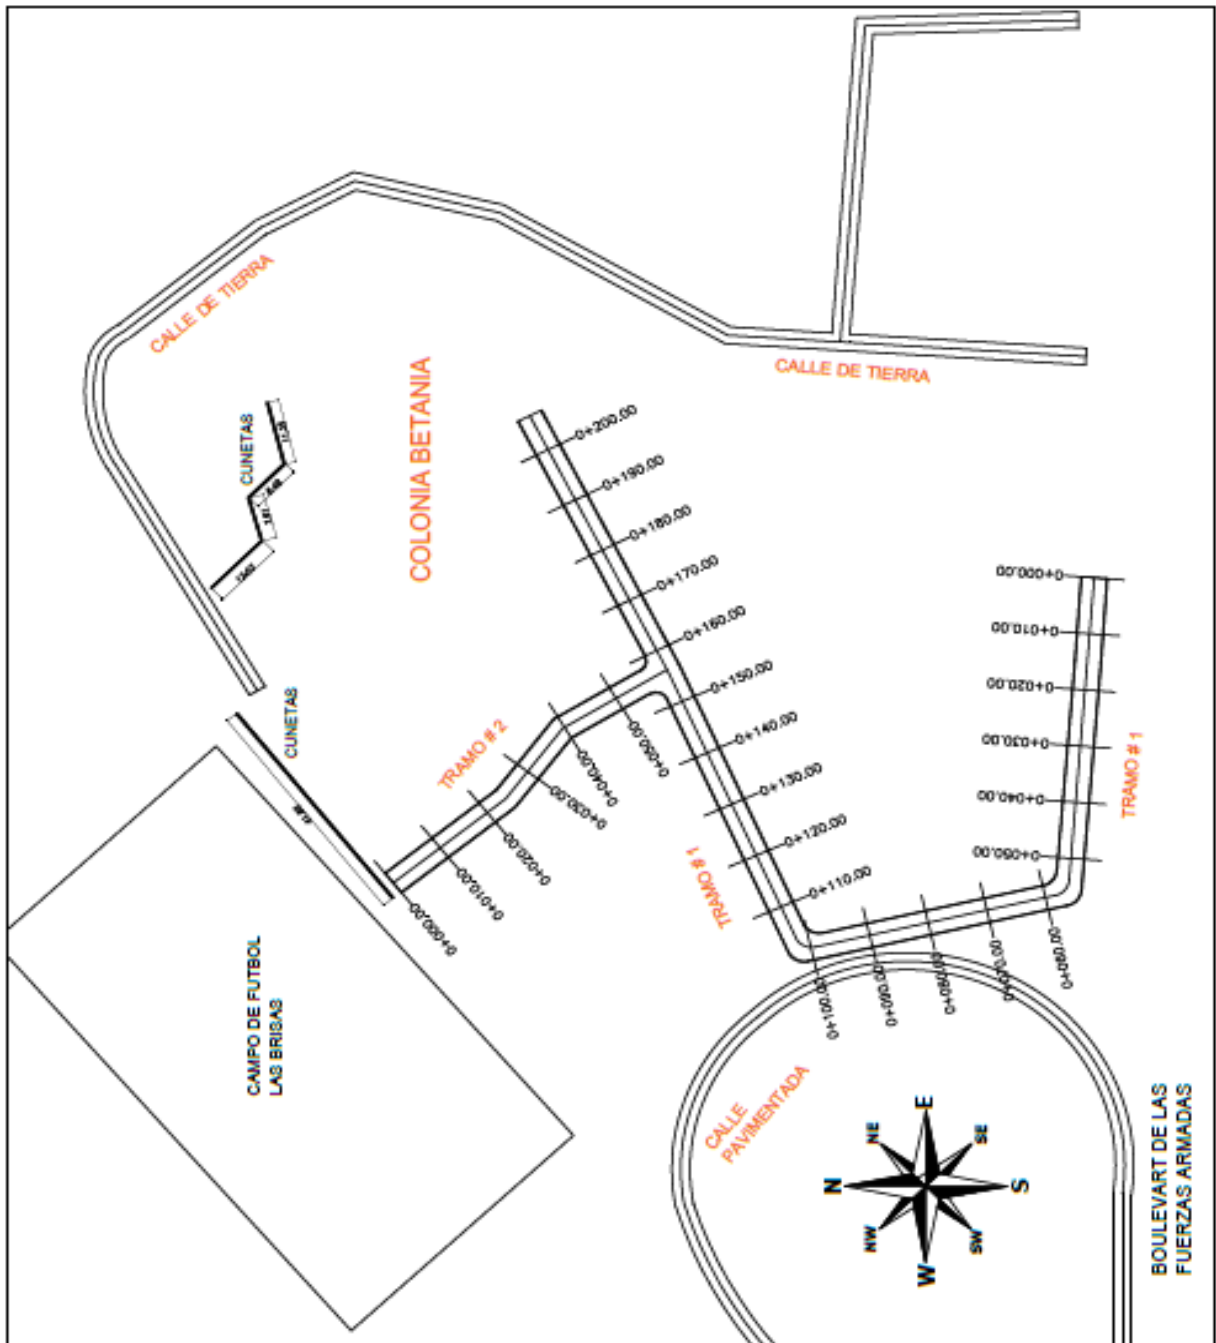 CALLE DE TIERRA
CALLE DE TIERRA
COLONIA BETANIA
CUNETAS
CUNETAS
0+200.00
0+190.00
0+180.00
0+170.00
0+160.00
0+150.00
0+140.00
0+130.00
0+120.00
0+110.00
0+100.00
0+090.00
0+080.00
0+070.00
0+060.00
0+050.00
0+040.00
0+030.00
0+020.00
0+010.00
0+000.00
TRAMO # 1
TRAMO # 1
TRAMO # 2
0+050.00
0+040.00
0+030.00
0+020.00
0+010.00
0+000.00
CAMPO DE FUTBOL
LAS BRISAS
CALLE
PAVIMENTADA
N
NE
E
SE
S
SW
W
NW
BOULEVART DE LAS
FUERZAS ARMADAS